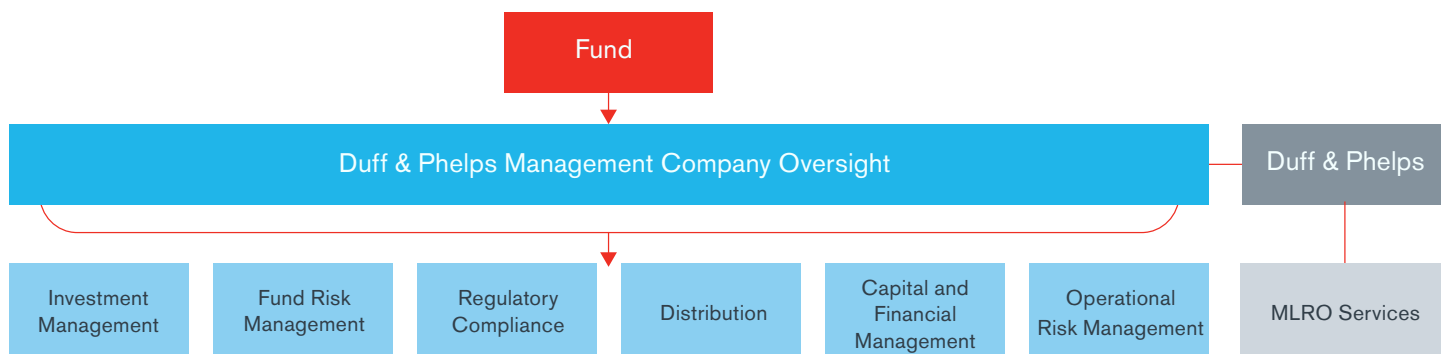 Fund
Duff & Phelps Management Company Oversight
Duff & Phelps
Investment
Management
Fund Risk
Management
Regulatory
Compliance
Distribution
Capital and
Financial
Management
Operational
Risk Management
MLRO Services